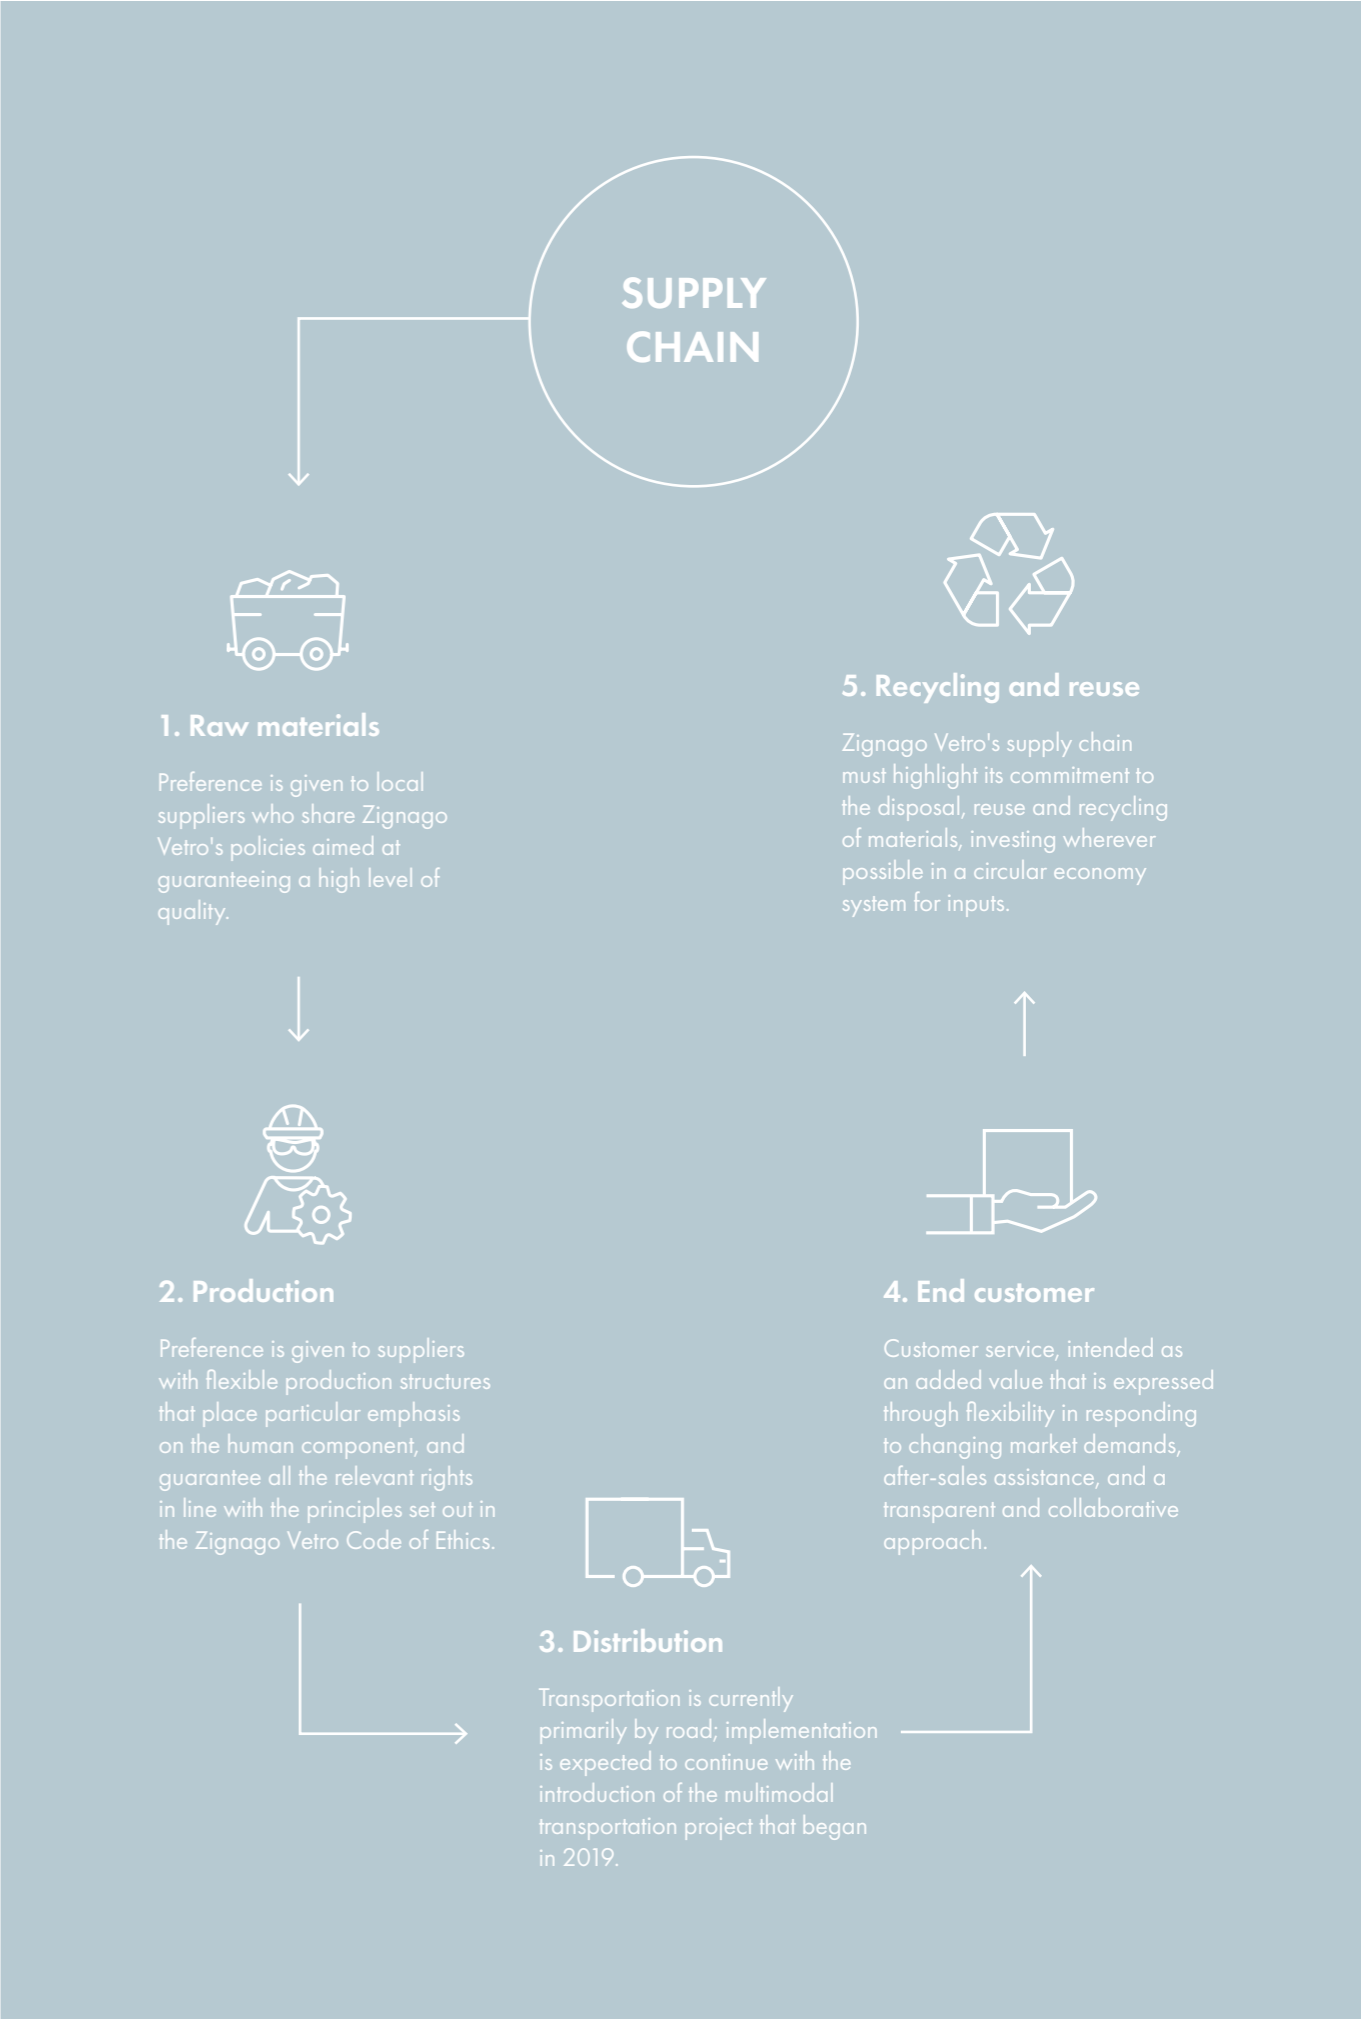 SUPPLY
CHAIN
1. Raw materials
Preference is given to local
suppliers who share Zignago
Vetro's policies aimed at
guaranteeing a high level of
quality.
2. Production
Preference is given to suppliers
with flexible production structures
that place particular emphasis
on the human component, and
guarantee all the relevant rights
in line with the principles set out in
the Zignago Vetro Code of Ethics.
3. Distribution
Transportation is currently
primarily by road; implementation
is expected to continue with the
introduction of the multimodal
transportation project that began
in 2019.
4. End customer
Customer service, intended as
an added value that is expressed
through flexibility in responding
to changing market demands,
after-sales assistance, and a
transparent and collaborative
approach.
5. Recycling and reuse
Zignago Vetro's supply chain
must highlight its commitment to
the disposal, reuse and recycling
of materials, investing wherever
possible in a circular economy
system for inputs.